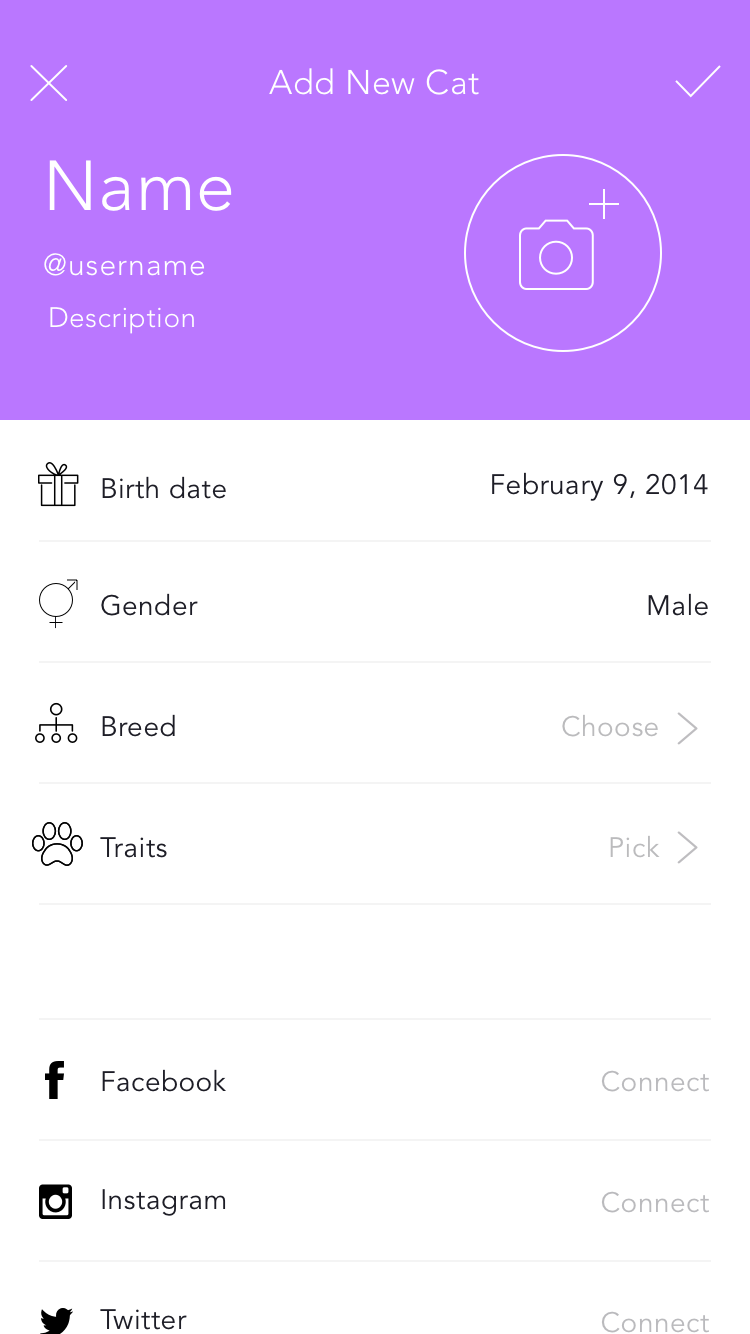 Add New Cat
Name
@username
Description
Birth date February 9, 2014
Gender Male
Breed Choose
Traits Pick
Facebook Connect
Instagram Connect
Twitter Connect